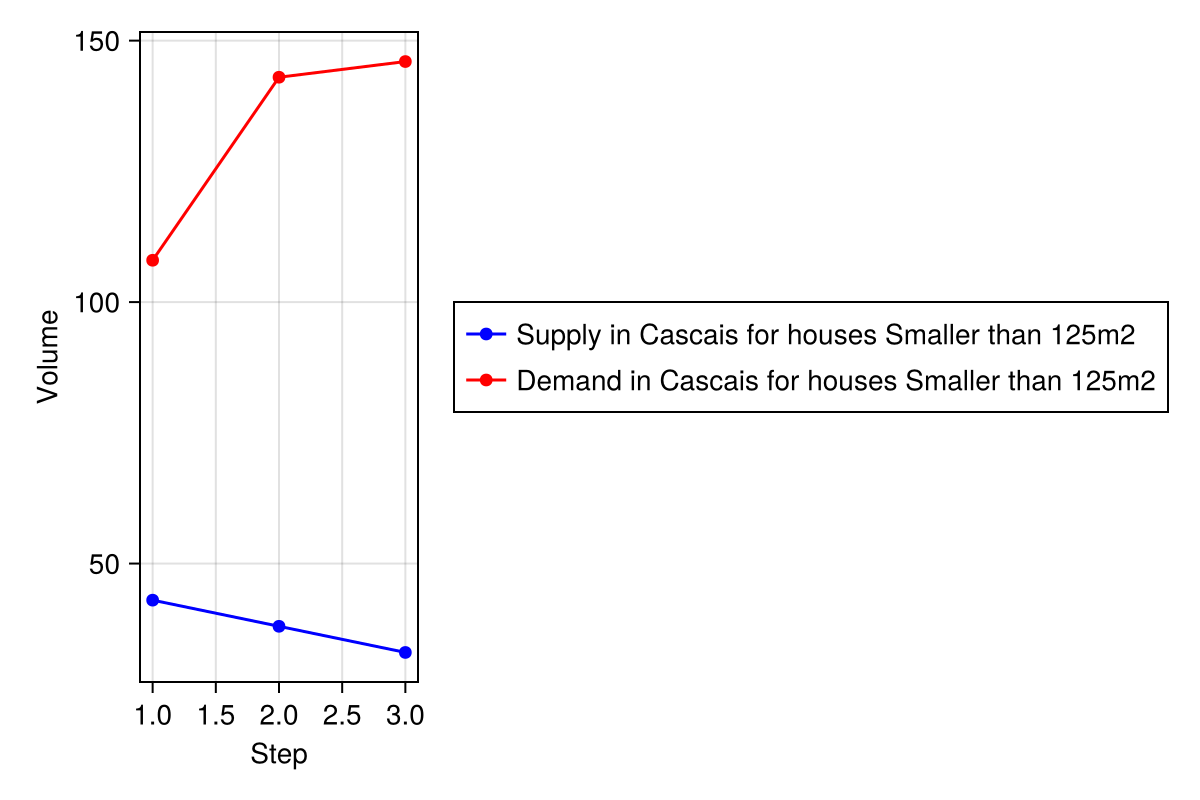 150
100
50
Volume
1.0 1.5 2.0 2.5 3.0
Step
Supply in Cascais for houses Smaller than 125m2
Demand in Cascais for houses Smaller than 125m2